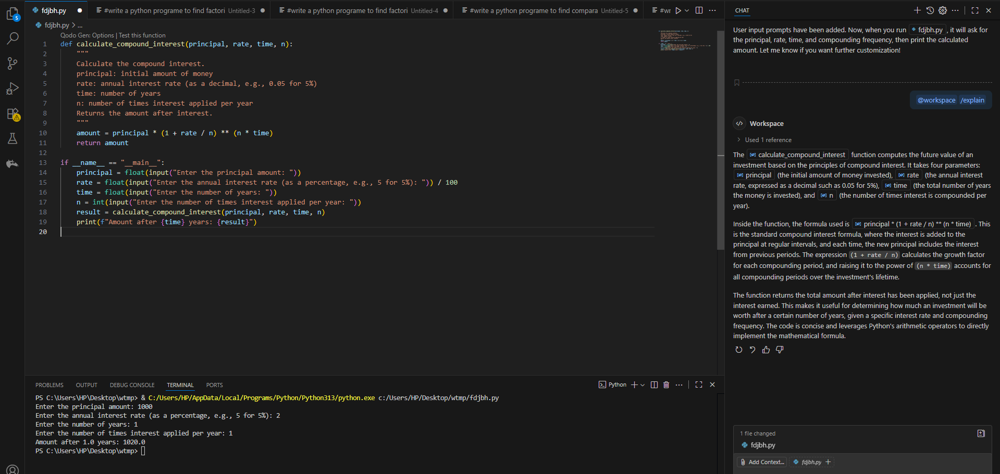 5
fdjbh.py
#write a python programe to find factori Untitled-3
#write a python programe to find factori Untitled-4
#write a python programe to find compara Untitled-5
#wr
fdjbh.py > ...
Qodo Gen: Options | Test this function
1 def calculate_compound_interest(principal, rate, time, n):
2 """
3 Calculate the compound interest.
4 principal: initial amount of money
5 rate: annual interest rate (as a decimal, e.g., 0.05 for 5%)
6 time: number of years
7 n: number of times interest applied per year
8 Returns the amount after interest.
9 """
10 amount = principal * (1 + rate / n) ** (n * time)
11 return amount
12
13 if __name__ == "__main__":
14 principal = float(input("Enter the principal amount: "))
15 rate = float(input("Enter the annual interest rate (as a percentage, e.g., 5 for 5%): ")) / 100
16 time = float(input("Enter the number of years: "))
17 n = int(input("Enter the number of times interest applied per year: "))
18 result = calculate_compound_interest(principal, rate, time, n)
19 print(f"Amount after {time} years: {result}")
20
PROBLEMS OUTPUT DEBUG CONSOLE TERMINAL PORTS
Python
PS C:\Users\HP\Desktop\wtmp> & C:/Users/HP/AppData/Local/Programs/Python/Python313/python.exe c:/Users/HP/Desktop/wtmp/fdjbh.py
Enter the principal amount: 1000
Enter the annual interest rate (as a percentage, e.g., 5 for 5%): 2
Enter the number of years: 1
Enter the number of times interest applied per year: 1
Amount after 1.0 years: 1020.0
PS C:\Users\HP\Desktop\wtmp>
CHAT
User input prompts have been added. Now, when you run fdjbh.py, it will ask for
the principal, rate, time, and compounding frequency, then print the calculated
amount. Let me know if you want further customization!
@workspace /explain
Workspace
Used 1 reference
The calculate_compound_interest function computes the future value of an
investment based on the principles of compound interest. It takes four parameters:
principal (the initial amount of money invested), rate (the annual interest
rate, expressed as a decimal such as 0.05 for 5%), time (the total number of years
the money is invested), and n (the number of times interest is compounded per
year).
Inside the function, the formula used is principal * (1 + rate / n) ** (n * time). This
is the standard compound interest formula, where the interest is added to the
principal at regular intervals, and each time, the new principal includes the interest
from previous periods. The expression (1 + rate / n) calculates the growth factor
for each compounding period, and raising it to the power of (n * time) accounts for
all compounding periods over the investment's lifetime.
The function returns the total amount after interest has been applied, not just the
interest earned. This makes it useful for determining how much an investment will be
worth after a certain number of years, given a specific interest rate and compounding
frequency. The code is concise and leverages Python's arithmetic operators to directly
implement the mathematical formula.
1 file changed
fdjbh.py
Add Context...
fdjbh.py